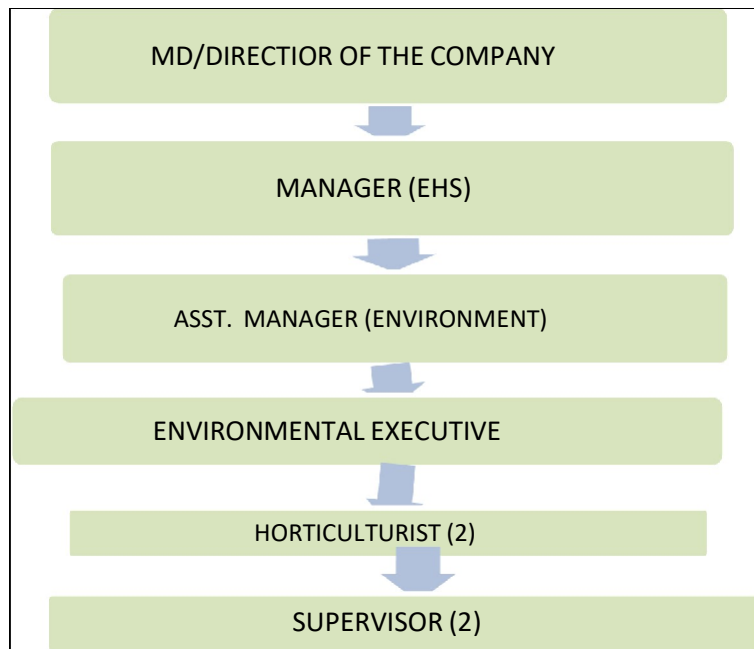 MD/DIRECTIOR OF THE COMPANY
MANAGER (EHS)
ASST. MANAGER (ENVIRONMENT)
ENVIRONMENTAL EXECUTIVE
HORTICULTURIST (2)
SUPERVISOR (2)